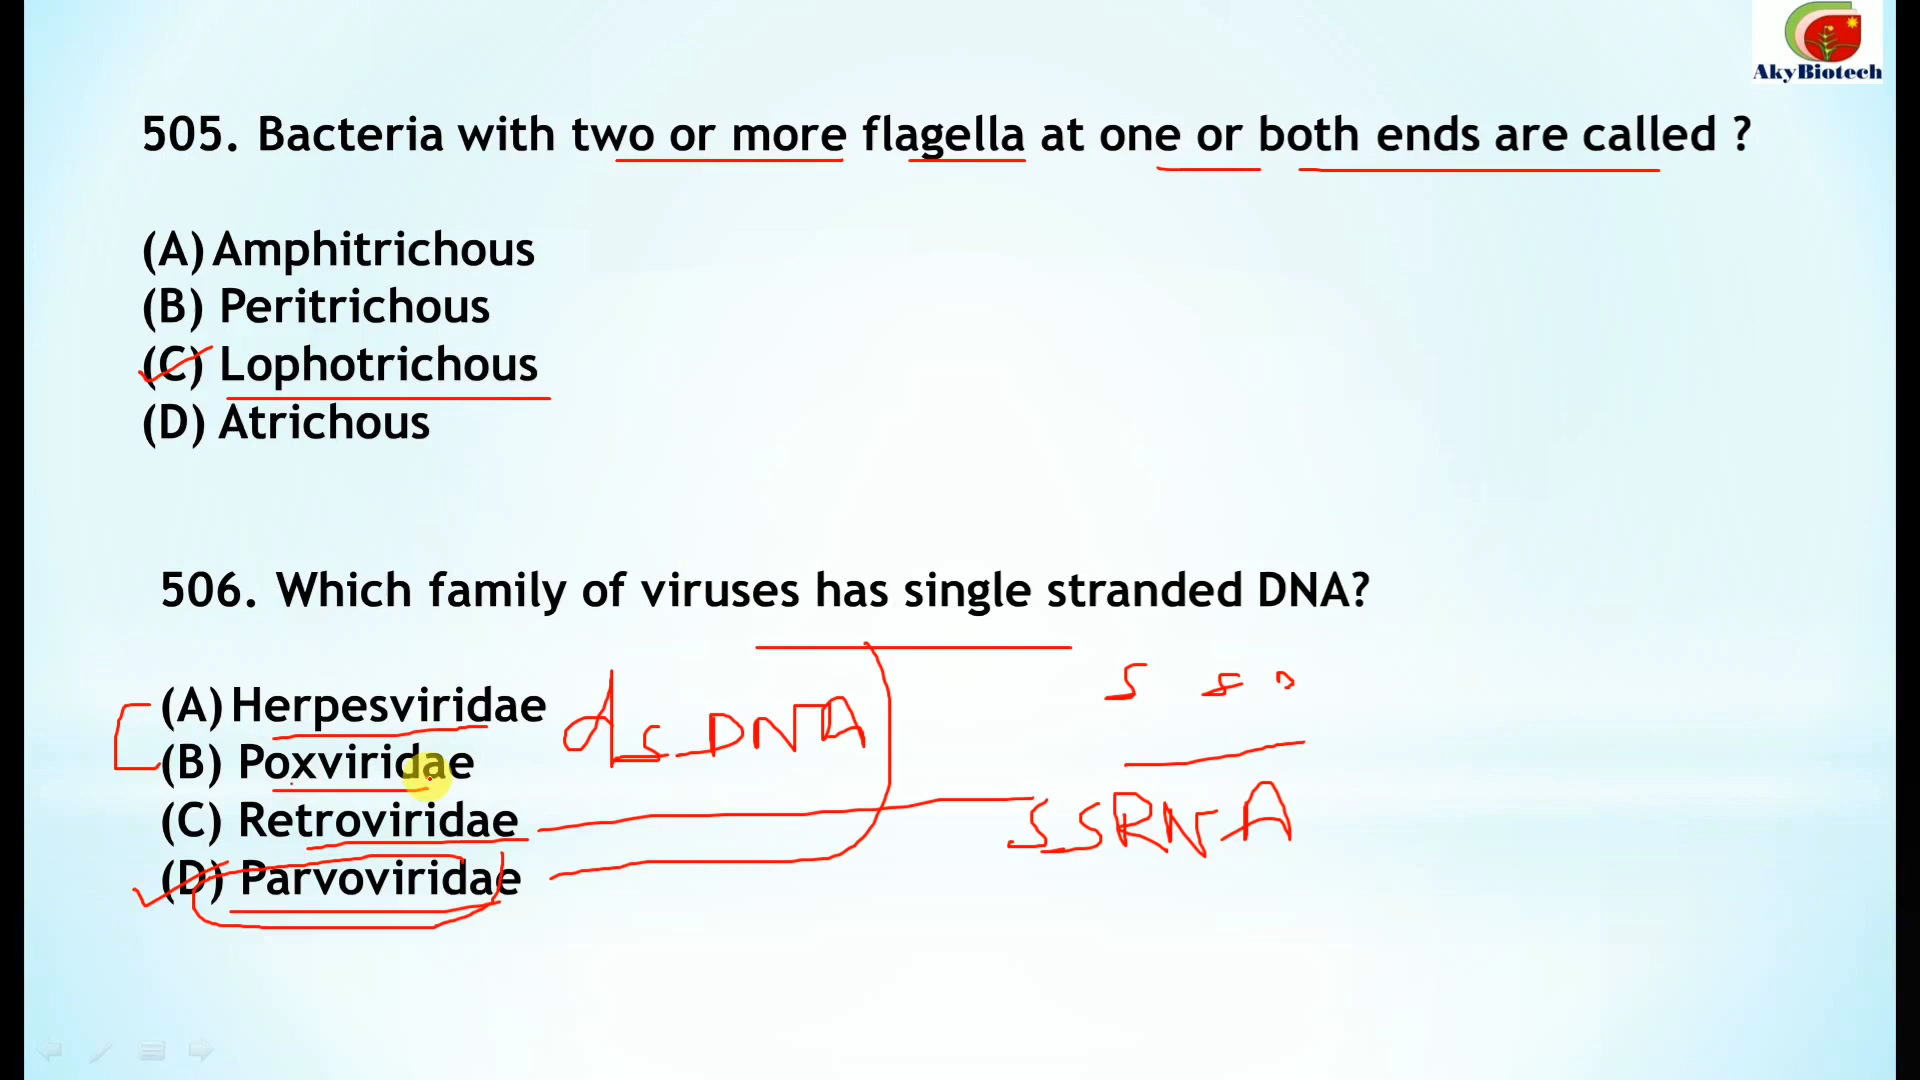 AkyBiotech
505. Bacteria with two or more flagella at one or both ends are called ?
(A) Amphitrichous
(B) Peritrichous
(C) Lophotrichous
(D) Atrichous
506. Which family of viruses has single stranded DNA?
(A) Herpesviridae
(B) Poxviridae
ds DNA
(C) Retroviridae
ssRNA
(D) Parvoviridae